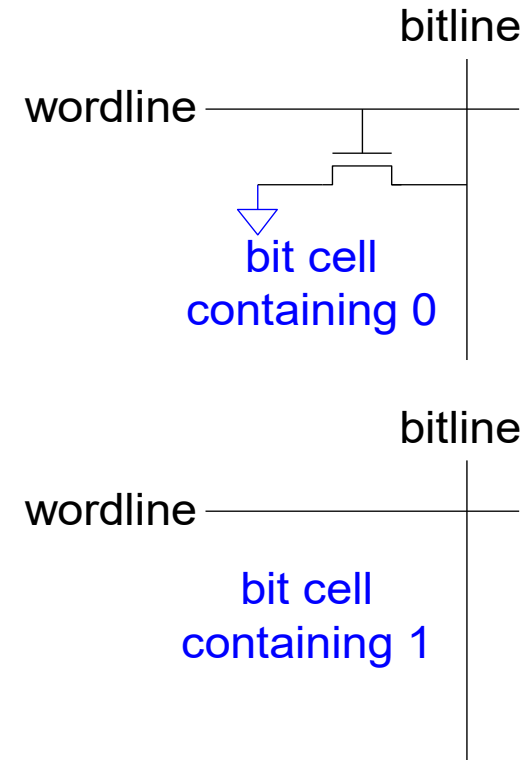 bitline
wordline
bit cell
containing 0
bitline
wordline
bit cell
containing 1